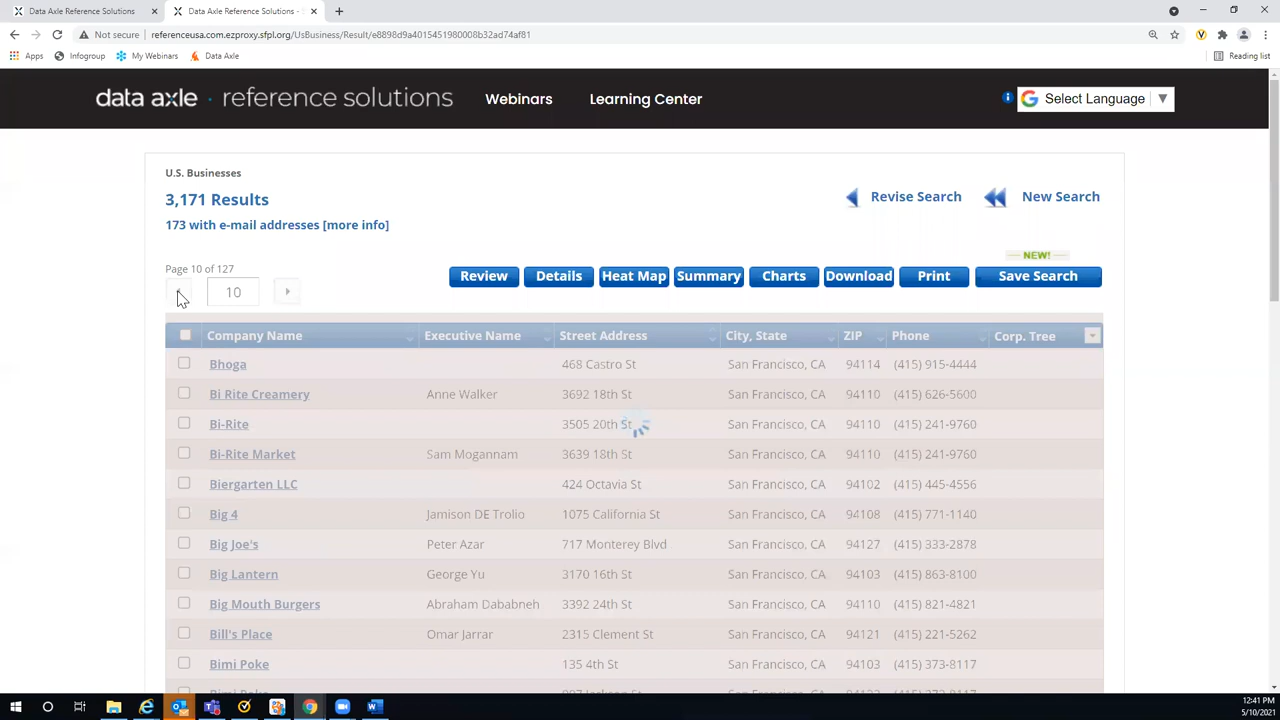 Data Axle Reference Solutions
Data Axle Reference Solutions -
Not secure
referenceusa.com.ezproxy.sfpl.org/UsBusiness/Result/e8898d9a4015451980008b32ad74af81
Apps
Infogroup
My Webinars
Data Axle
Reading list
data axle · reference solutions
Webinars
Learning Center
Select Language
U.S. Businesses
3,171 Results
173 with e-mail addresses [more info]
Revise Search
New Search
Page 10 of 127
10
Review
Details
Heat Map
Summary
Charts
Download
Print
NEW!
Save Search
Company Name Executive Name Street Address City, State ZIP Phone Corp. Tree
Bhoga 468 Castro St San Francisco, CA 94114 (415) 915-4444
Bi Rite Creamery Anne Walker 3692 18th St San Francisco, CA 94110 (415) 626-5600
Bi-Rite 3505 20th St San Francisco, CA 94110 (415) 241-9760
Bi-Rite Market Sam Mogannam 3639 18th St San Francisco, CA 94110 (415) 241-9760
Biergarten LLC 424 Octavia St San Francisco, CA 94102 (415) 445-4556
Big 4 Jamison DE Trolio 1075 California St San Francisco, CA 94108 (415) 771-1140
Big Joe's Peter Azar 717 Monterey Blvd San Francisco, CA 94127 (415) 333-2878
Big Lantern George Yu 3170 16th St San Francisco, CA 94103 (415) 863-8100
Big Mouth Burgers Abraham Dababneh 3392 24th St San Francisco, CA 94110 (415) 821-4821
Bill's Place Omar Jarrar 2315 Clement St San Francisco, CA 94121 (415) 221-5262
Bimi Poke 135 4th St San Francisco, CA 94103 (415) 373-8117
12:41 PM
5/10/2021